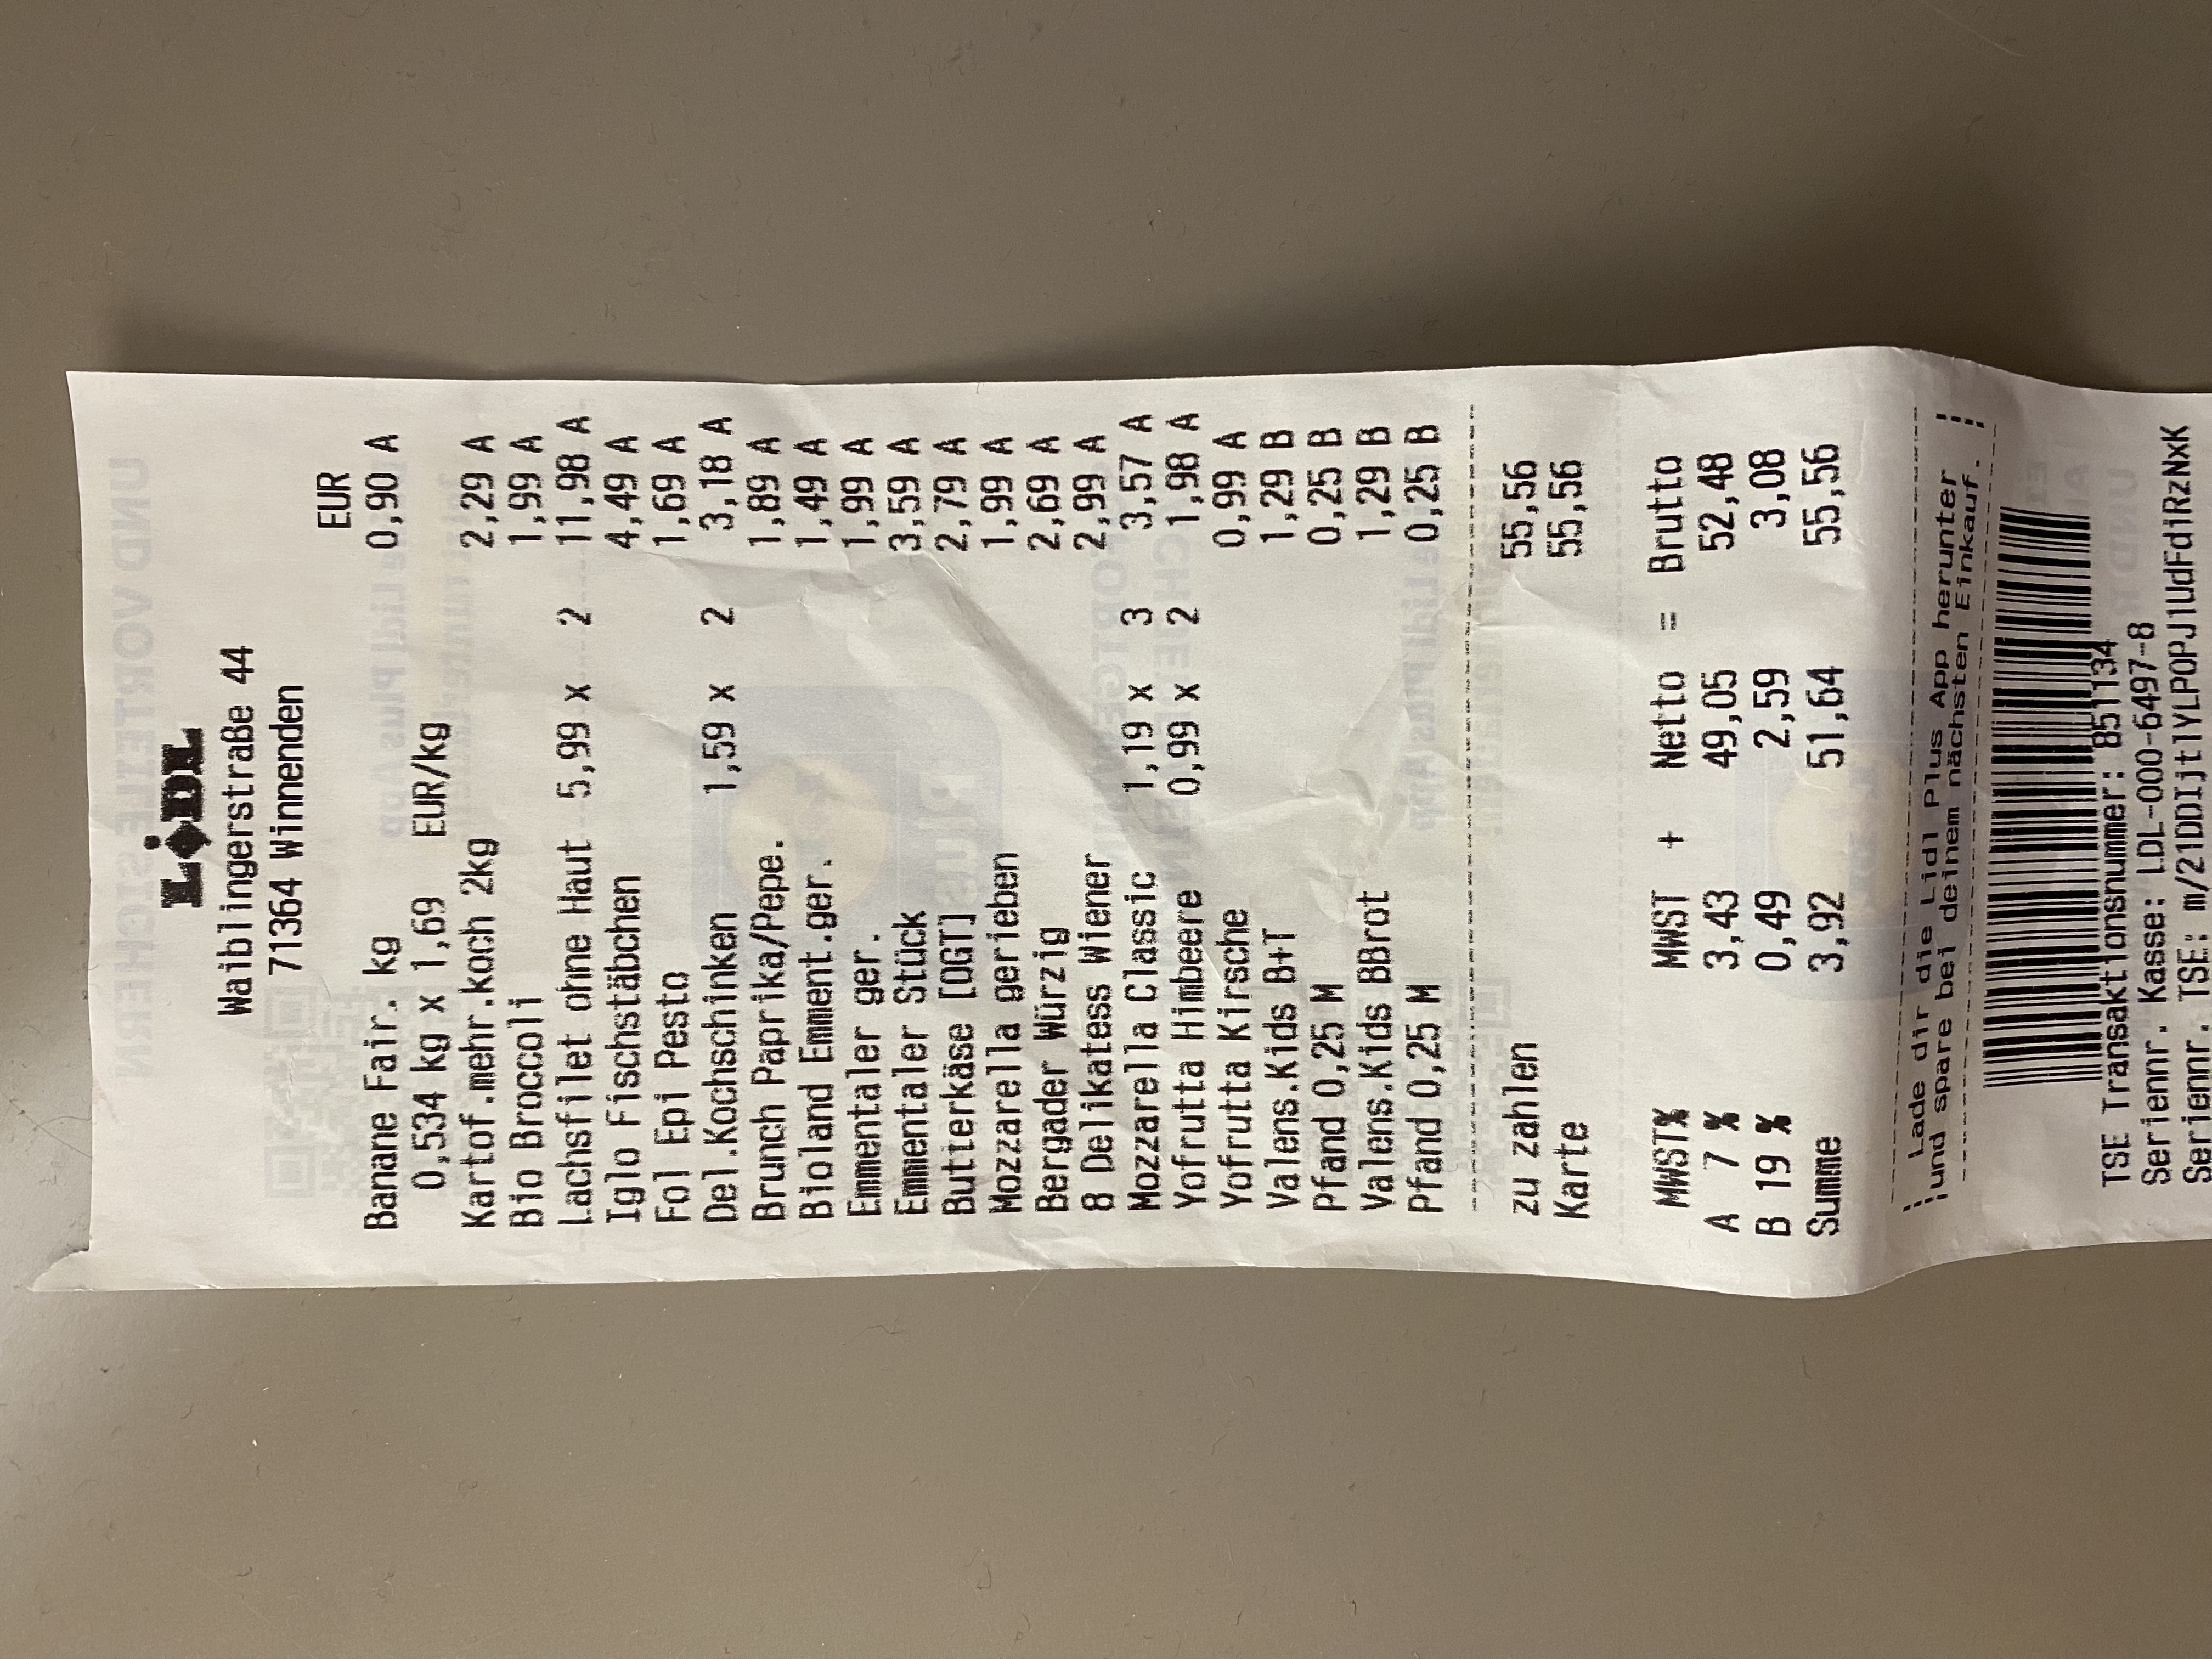 LiDL
Waiblingerstraße 44
71364 Winnenden
EUR
Banane Fair. kg 0,90 A
0,534 kg x 1,69 EUR/kg
Kartof.mehr.koch 2kg 2,29 A
Bio Broccoli 1,99 A
Lachsfilet ohne Haut 5,99 x 2 11,98 A
Iglo Fischstäbchen 4,49 A
Fol Epi Pesto 1,69 A
Del.Kochschinken 1,59 x 2 3,18 A
Brunch Paprika/Pepe. 1,89 A
Bioland Emment.ger. 1,49 A
Emmentaler ger. 1,99 A
Emmentaler Stück 3,59 A
Butterkäse [OGT] 2,79 A
Mozzarella gerieben 1,99 A
Bergader Würzig 2,69 A
8 Delikatess Wiener 2,99 A
Mozzarella Classic 1,19 x 3 3,57 A
Yofrutta Himbeere 0,99 x 2 1,98 A
Yofrutta Kirsche 0,99 A
Valens.Kids B+T 1,29 B
Pfand 0,25 M 0,25 B
Valens.Kids BBrot 1,29 B
Pfand 0,25 M 0,25 B
zu zahlen 55,56
Karte 55,56
MWST% MWST + Netto = Brutto
A 7 % 3,43 49,05 52,48
B 19 % 0,49 2,59 3,08
Summe 3,92 51,64 55,56
Lade dir die Lidl Plus App herunter
und spare bei deinem nächsten Einkauf.
TSE Transaktionsnummer: 851134
Seriennr. Kasse: LDL-000-6497-8
Seriennr. TSE: